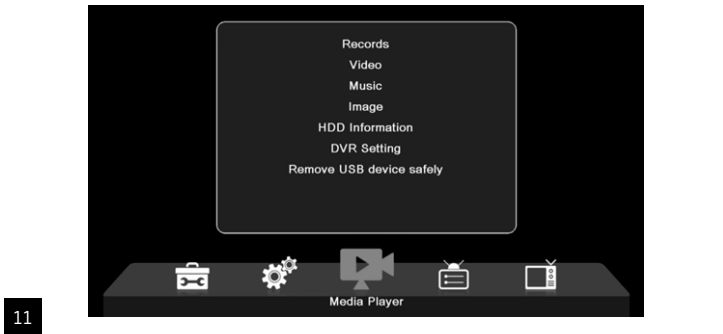 Records
Video
Music
Image
HDD Information
DVR Setting
Remove USB device safely
Media Player
11